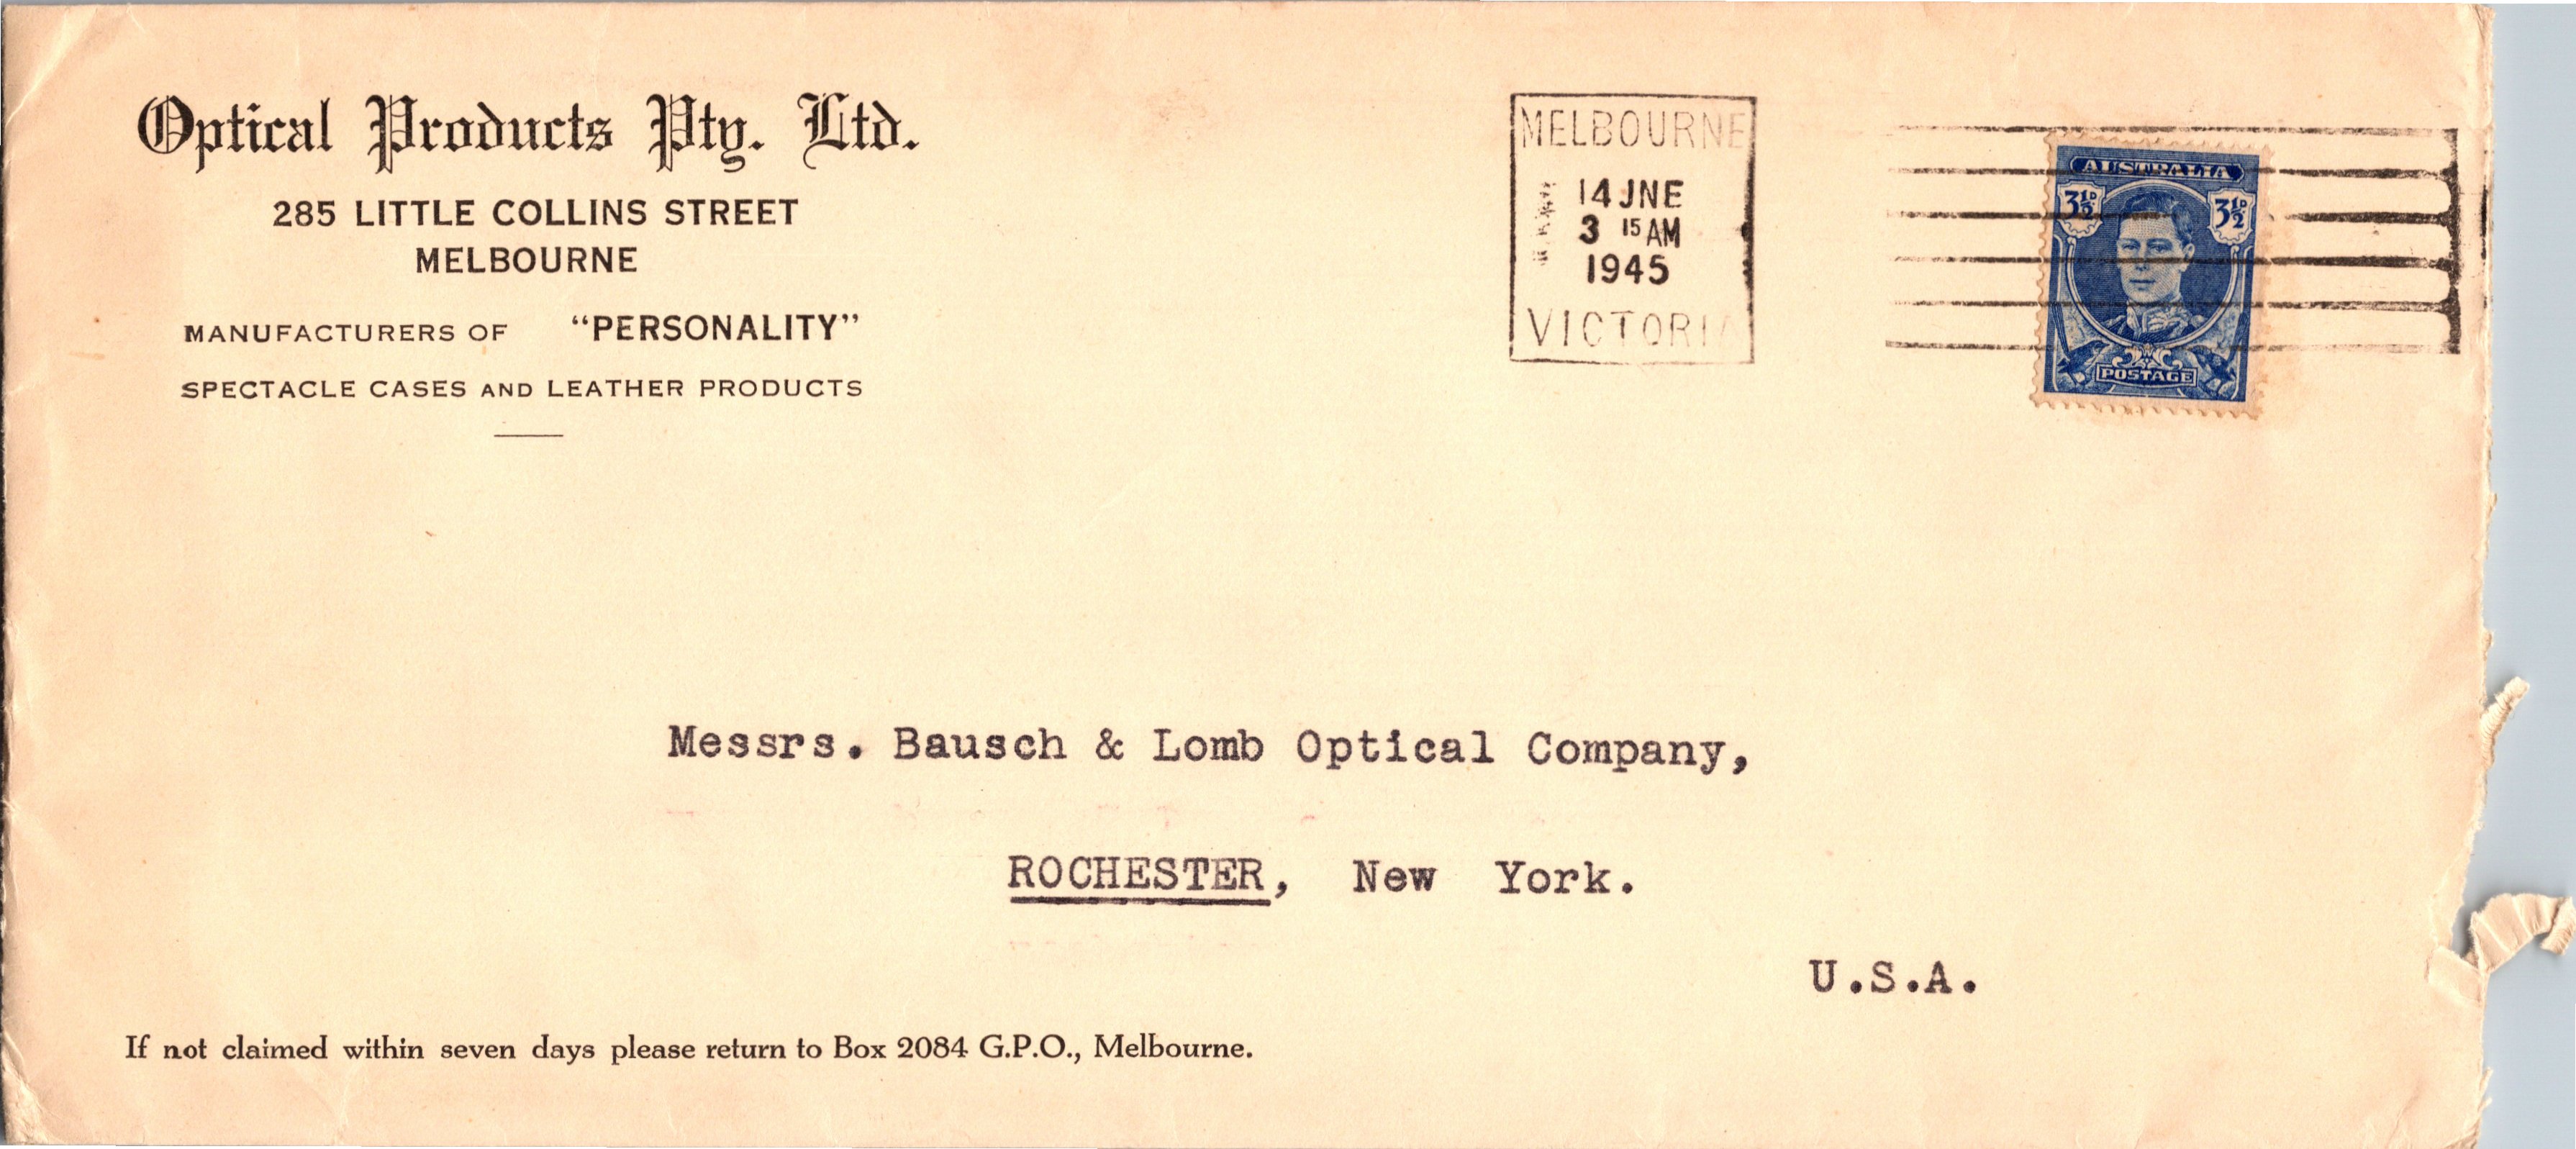 Optical Products Pty. Ltd.
285 LITTLE COLLINS STREET
MELBOURNE
MANUFACTURERS OF "PERSONALITY"
SPECTACLE CASES AND LEATHER PRODUCTS
MELBOURNE
14 JNE
3 15 AM
1945
VICTORIA
AUSTRALIA
3½D 3½D
POSTAGE
Messrs. Bausch & Lomb Optical Company,
ROCHESTER, New York.
U.S.A.
If not claimed within seven days please return to Box 2084 G.P.O., Melbourne.